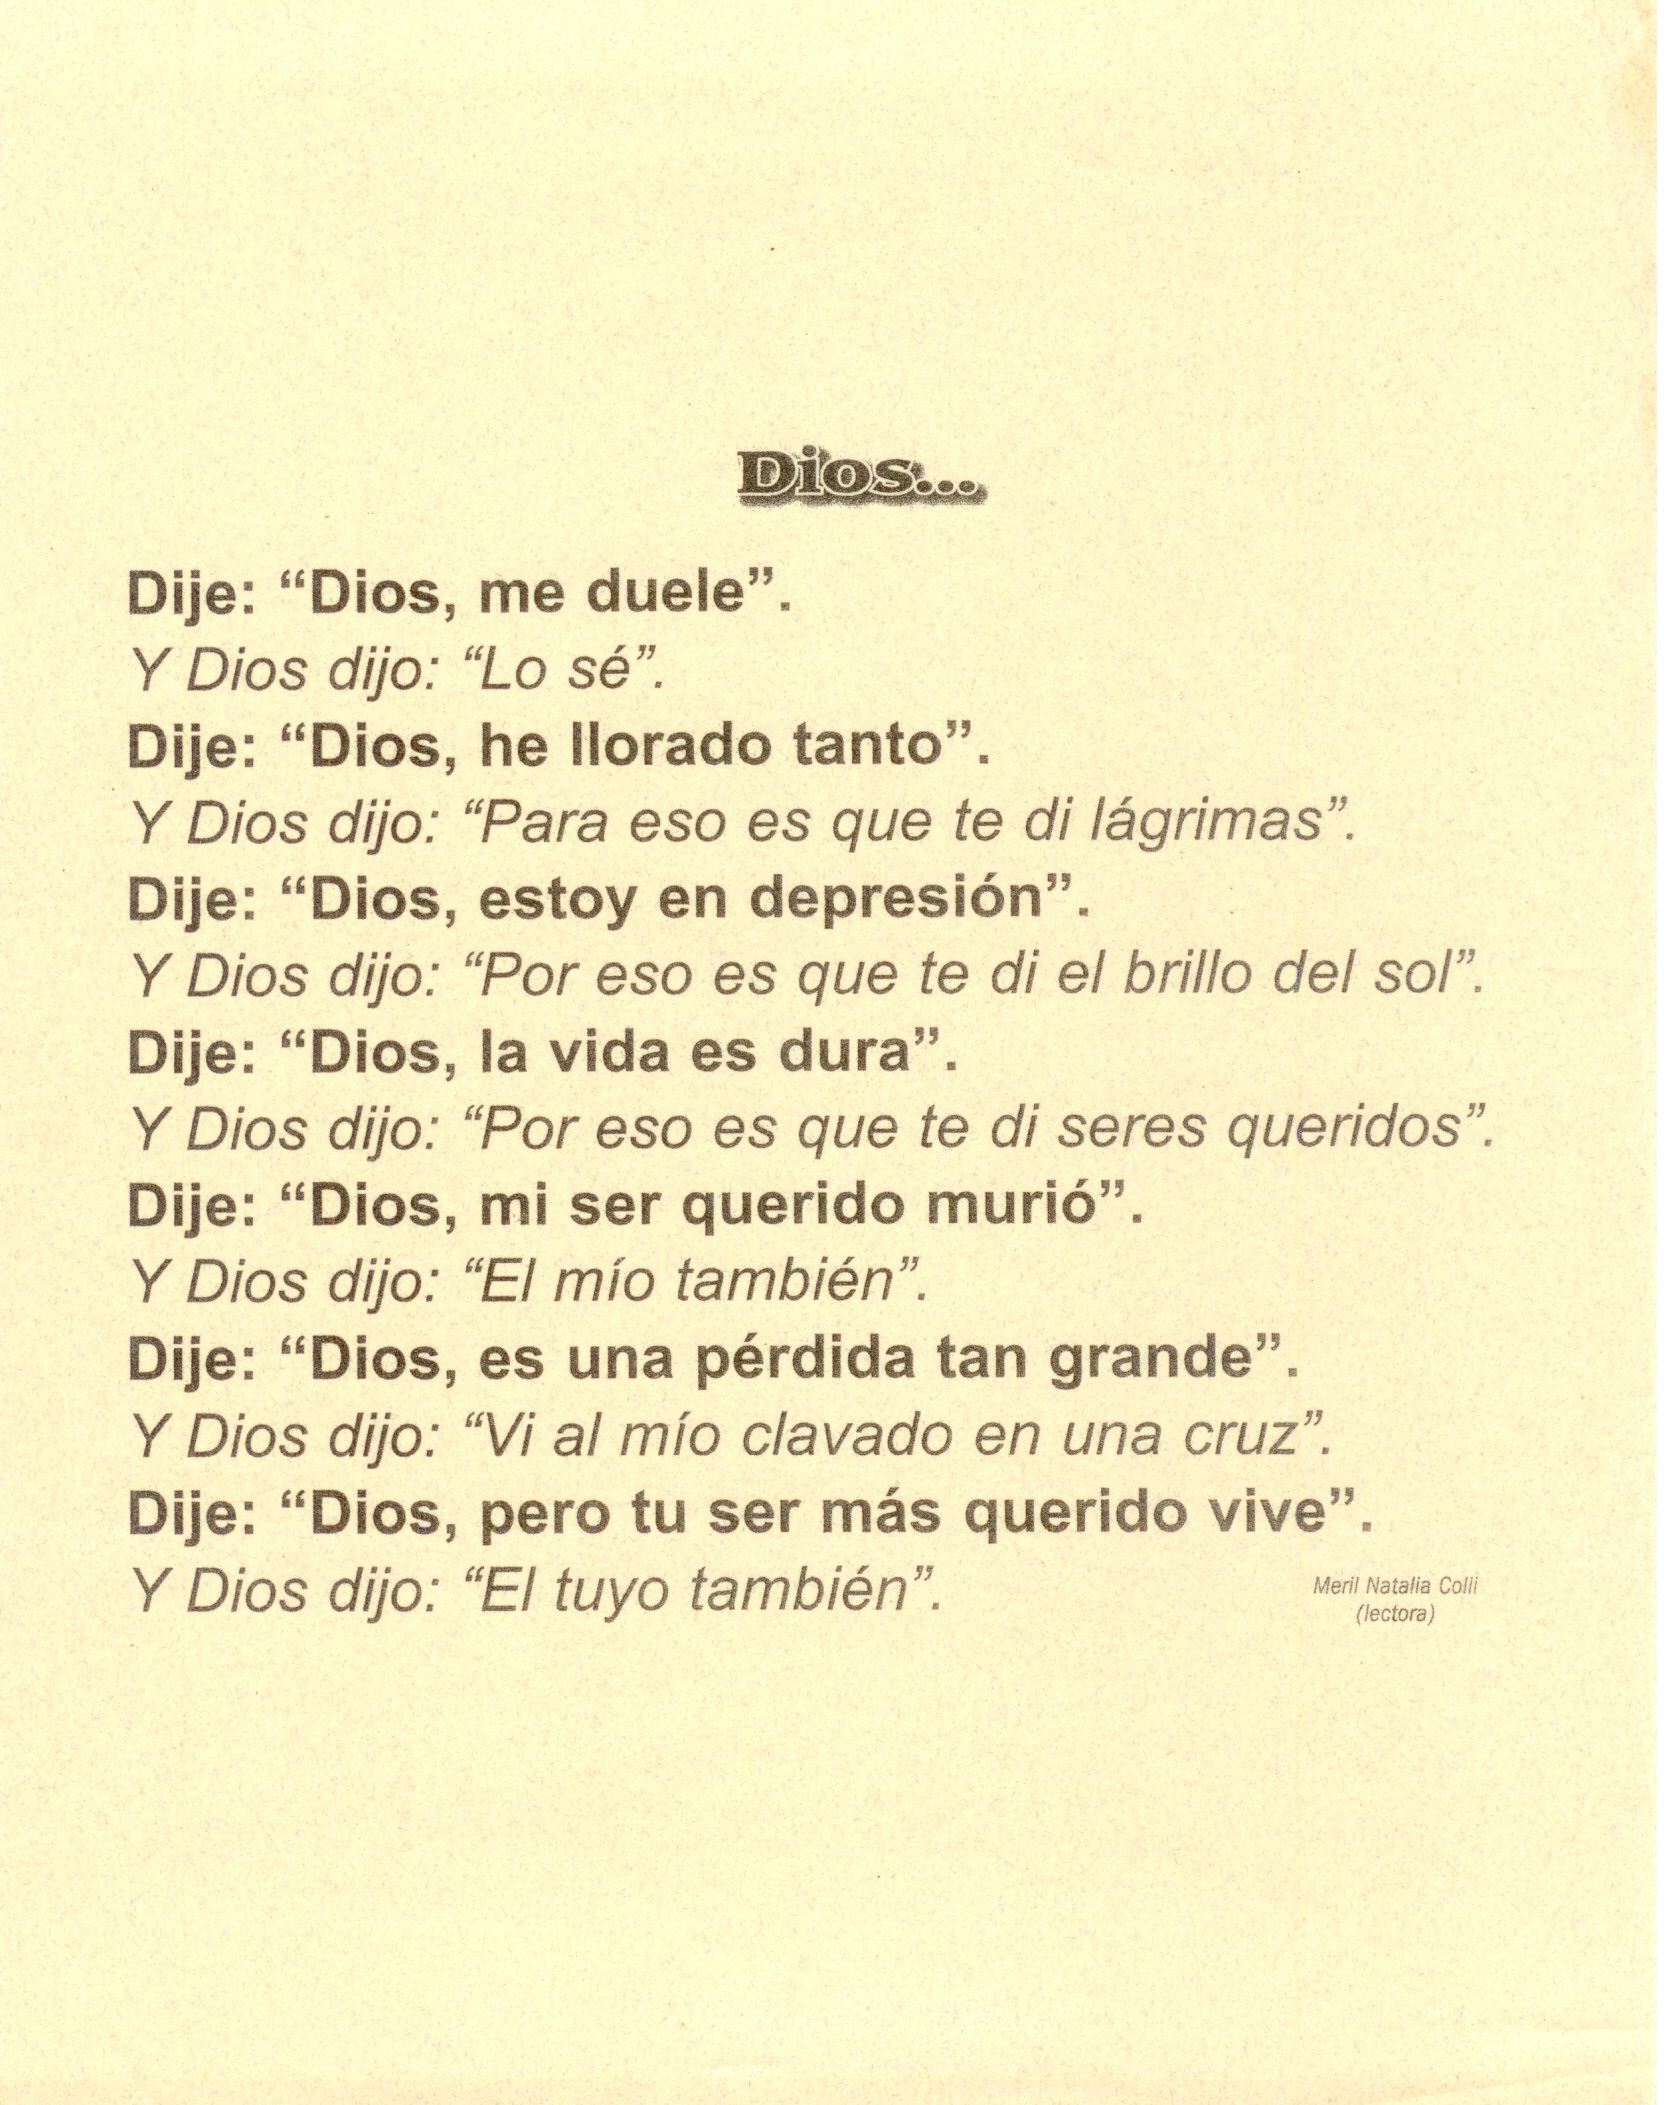 Dios...
Dije: “Dios, me duele”.
Y Dios dijo: “Lo sé”.
Dije: “Dios, he llorado tanto”.
Y Dios dijo: “Para eso es que te di lágrimas”.
Dije: “Dios, estoy en depresión”.
Y Dios dijo: “Por eso es que te di el brillo del sol”.
Dije: “Dios, la vida es dura”.
Y Dios dijo: “Por eso es que te di seres queridos”.
Dije: “Dios, mi ser querido murió”.
Y Dios dijo: “El mío también”.
Dije: “Dios, es una pérdida tan grande”.
Y Dios dijo: “Vi al mío clavado en una cruz”.
Dije: “Dios, pero tu ser más querido vive”.
Y Dios dijo: “El tuyo también”.
Meril Natalia Colli
(lectora)